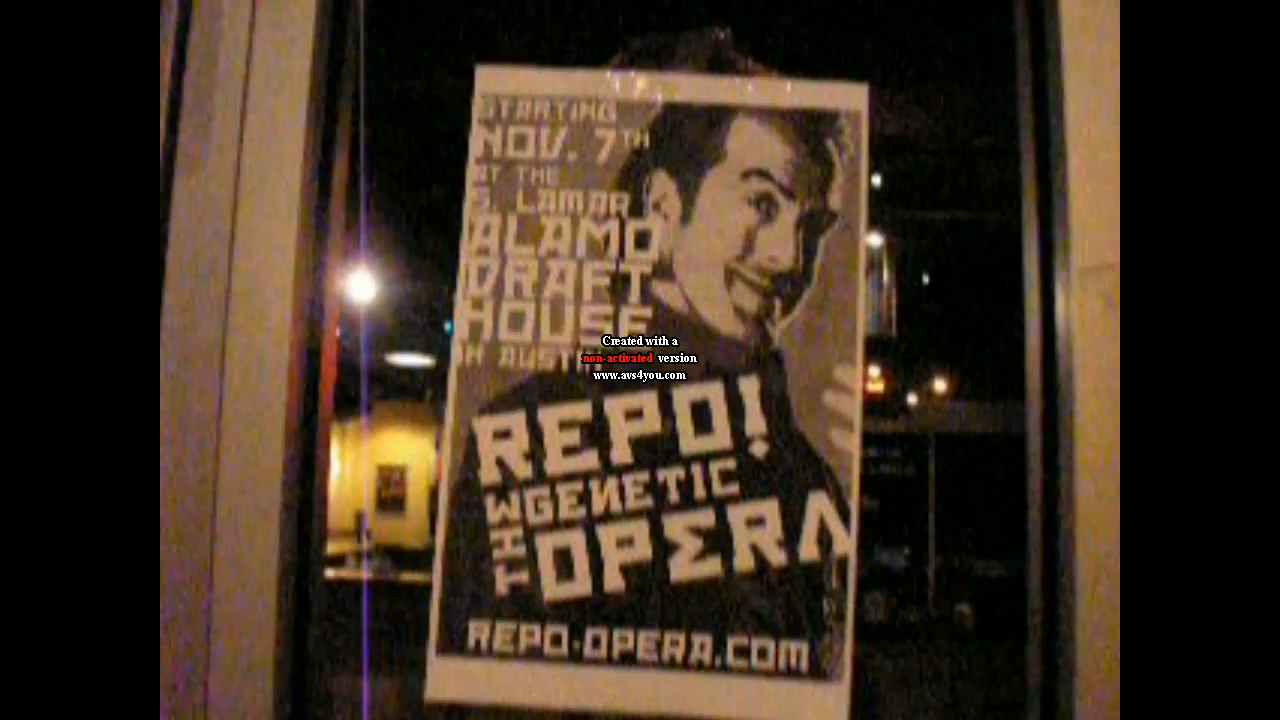 STARTING
NOV. 7TH
AT THE
S. LAMAR
ALAMO
DRAFT
HOUSE
IN AUSTIN
Created with a
non-activated version
www.avs4you.com
REPO!
THE GENETIC
OPERA
REPO-OPERA.COM